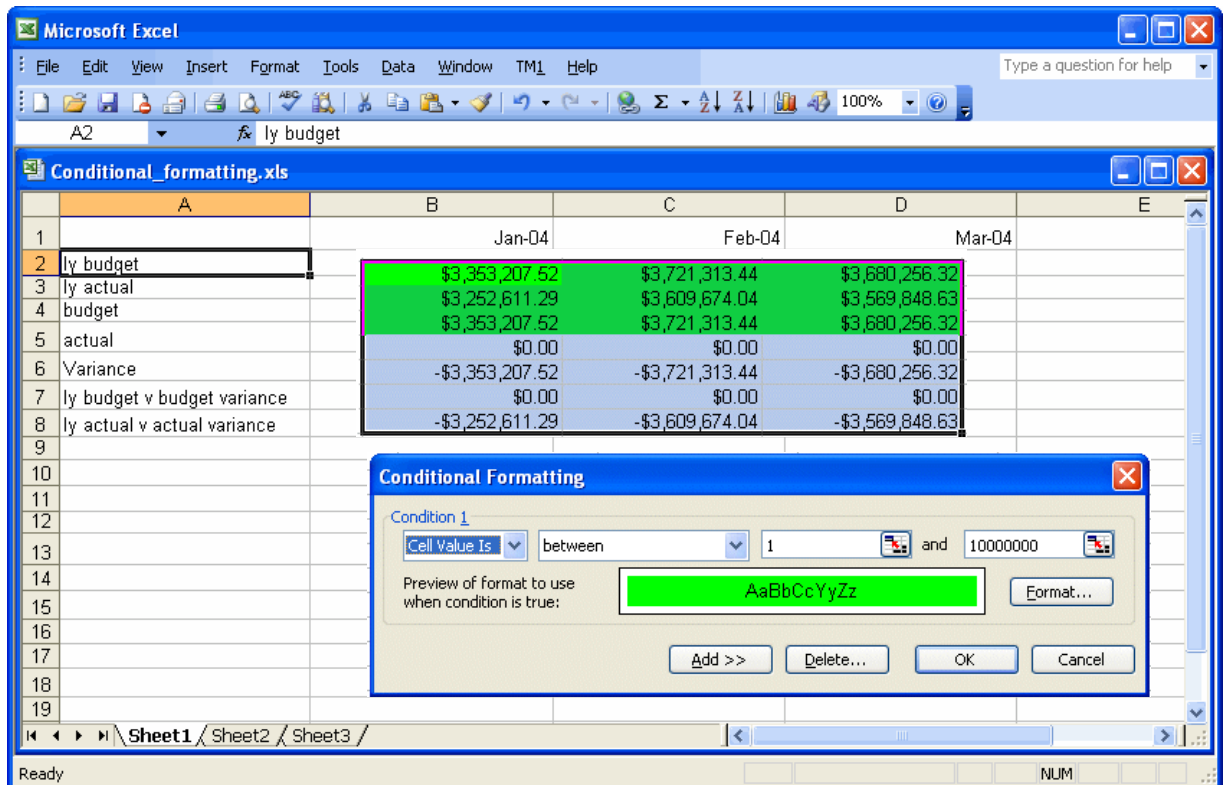 Microsoft Excel
File Edit View Insert Format Tools Data Window TM1 Help Type a question for help
ABC Σ A Z Z A 100% ?
A2 fx ly budget
Conditional_formatting.xls
A B C D E
1 Jan-04 Feb-04 Mar-04
2 ly budget $3,353,207.52 $3,721,313.44 $3,680,256.32
3 ly actual $3,252,611.29 $3,609,674.04 $3,569,848.63
4 budget $3,353,207.52 $3,721,313.44 $3,680,256.32
5 actual $0.00 $0.00 $0.00
6 Variance -$3,353,207.52 -$3,721,313.44 -$3,680,256.32
7 ly budget v budget variance $0.00 $0.00 $0.00
8 ly actual v actual variance -$3,252,611.29 -$3,609,674.04 -$3,569,848.63
9
10 Conditional Formatting
11
12 Condition 1
13 Cell Value Is between 1 and 10000000
14 Preview of format to use when condition is true: AaBbCcYyZz Format...
15
16
17 Add >> Delete... OK Cancel
18
19
Sheet1 Sheet2 Sheet3
Ready NUM